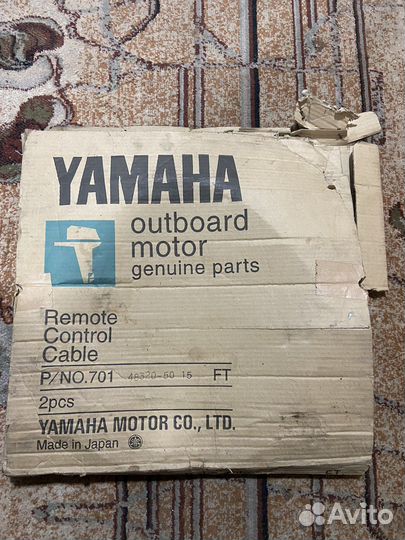 YAMAHA
outboard
motor
genuine parts
Remote
Control
Cable
P/NO.701 48320-50 15 FT
2pcs
YAMAHA MOTOR CO., LTD.
Made in Japan
Avito